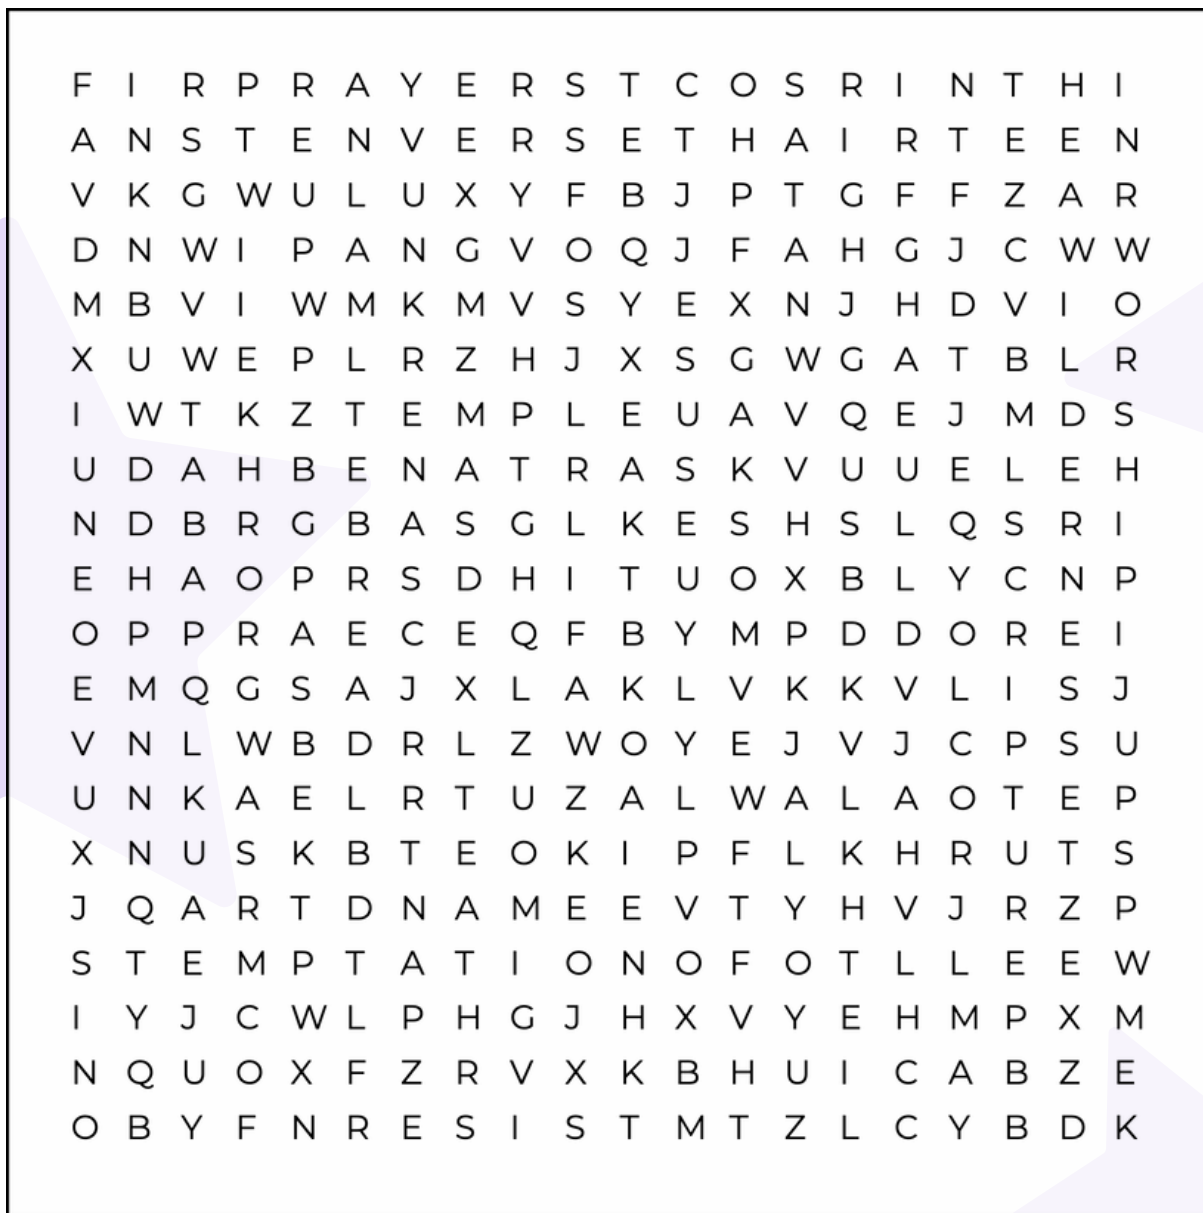 F I R P R A Y E R S T C O S R I N T H I
A N S T E N V E R S E T H A I R T E E N
V K G W U L U X Y F B J P T G F F Z A R
D N W I P A N G V O Q J F A H G J C W W
M B V I W M K M V S Y E X N J H D V I O
X U W E P L R Z H J X S G W G A T B L R
I W T K Z T E M P L E U A V Q E J M D S
U D A H B E N A T R A S K V U U E L E H
N D B R G B A S G L K E S H S L Q S R I
E H A O P R S D H I T U O X B L Y C N P
O P P R A E C E Q F B Y M P D D O R E I
E M Q G S A J X L A K L V K K V L I S J
V N L W B D R L Z W O Y E J V J C P S U
U N K A E L R T U Z A L W A L A O T E P
X N U S K B T E O K I P F L K H R U T S
J Q A R T D N A M E E V T Y H V J R Z P
S T E M P T A T I O N O F O T L L E E W
I Y J C W L P H G J H X V Y E H M P X M
N Q U O X F Z R V X K B H U I C A B Z E
O B Y F N R E S I S T M T Z L C Y B D K